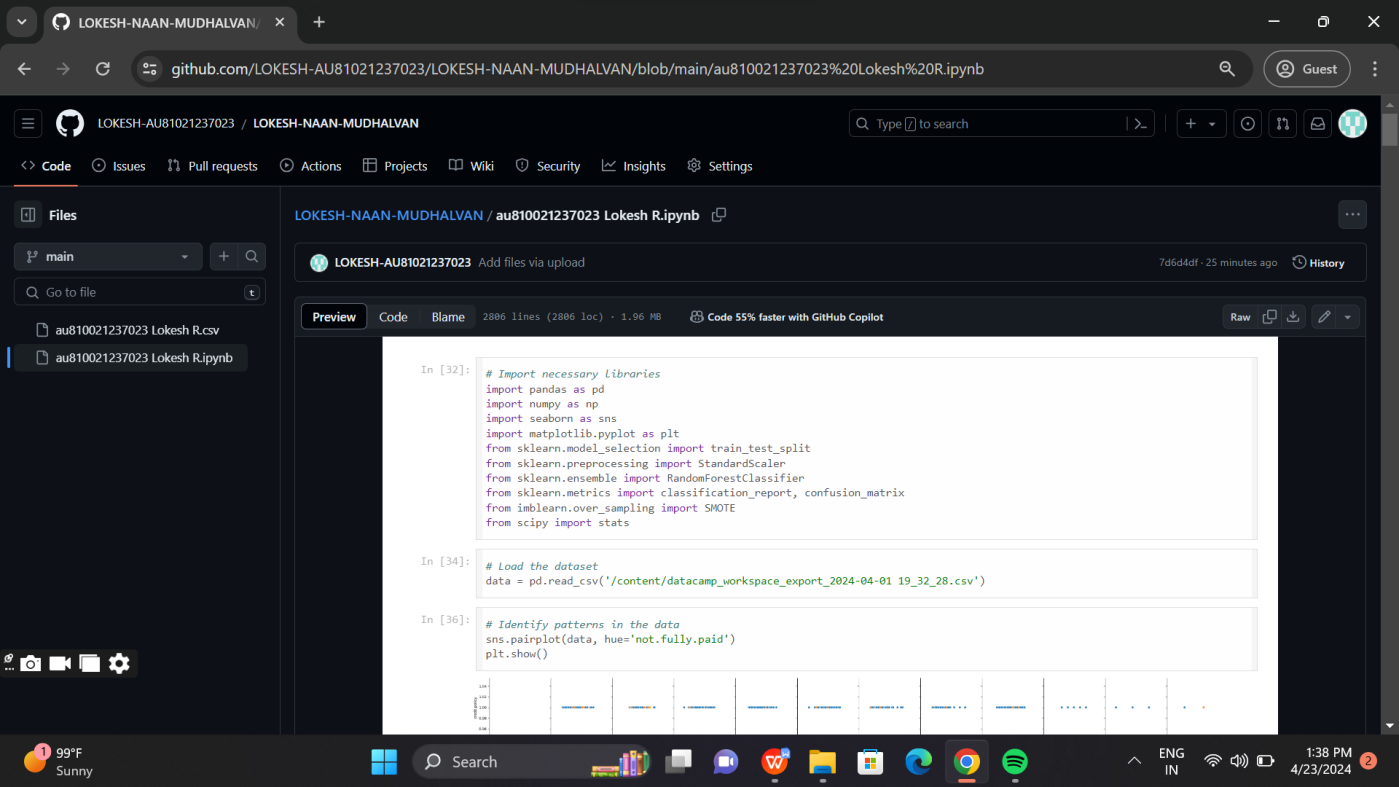 LOKESH-NAAN-MUDHALVAN/
github.com/LOKESH-AU81021237023/LOKESH-NAAN-MUDHALVAN/blob/main/au810021237023%20Lokesh%20R.ipynb
Guest
LOKESH-AU81021237023 / LOKESH-NAAN-MUDHALVAN
Type / to search
Code Issues Pull requests Actions Projects Wiki Security Insights Settings
Files
LOKESH-NAAN-MUDHALVAN / au810021237023 Lokesh R.ipynb
main
Go to file
t
au810021237023 Lokesh R.csv
au810021237023 Lokesh R.ipynb
LOKESH-AU81021237023 Add files via upload
7d6d4df · 25 minutes ago
History
Preview Code Blame 2806 lines (2806 loc) · 1.96 MB Code 55% faster with GitHub Copilot
Raw
In [32]:
# Import necessary libraries
import pandas as pd
import numpy as np
import seaborn as sns
import matplotlib.pyplot as plt
from sklearn.model_selection import train_test_split
from sklearn.preprocessing import StandardScaler
from sklearn.ensemble import RandomForestClassifier
from sklearn.metrics import classification_report, confusion_matrix
from imblearn.over_sampling import SMOTE
from scipy import stats
In [34]:
# Load the dataset
data = pd.read_csv('/content/datacamp_workspace_export_2024-04-01 19_32_28.csv')
In [36]:
# Identify patterns in the data
sns.pairplot(data, hue='not.fully.paid')
plt.show()
1
99°F
Sunny
Search
ENG
IN
1:38 PM
4/23/2024
2